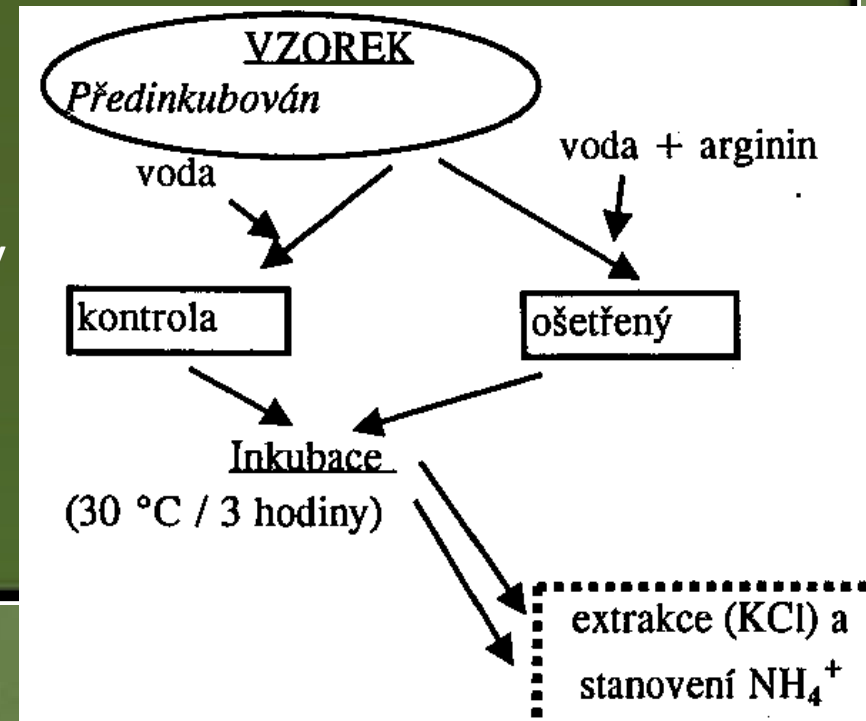 VZOREK
Předinkubován
voda
voda + arginin
kontrola
ošetřený
Inkubace
(30 °C / 3 hodiny)
extrakce (KCl) a
stanovení NH₄⁺